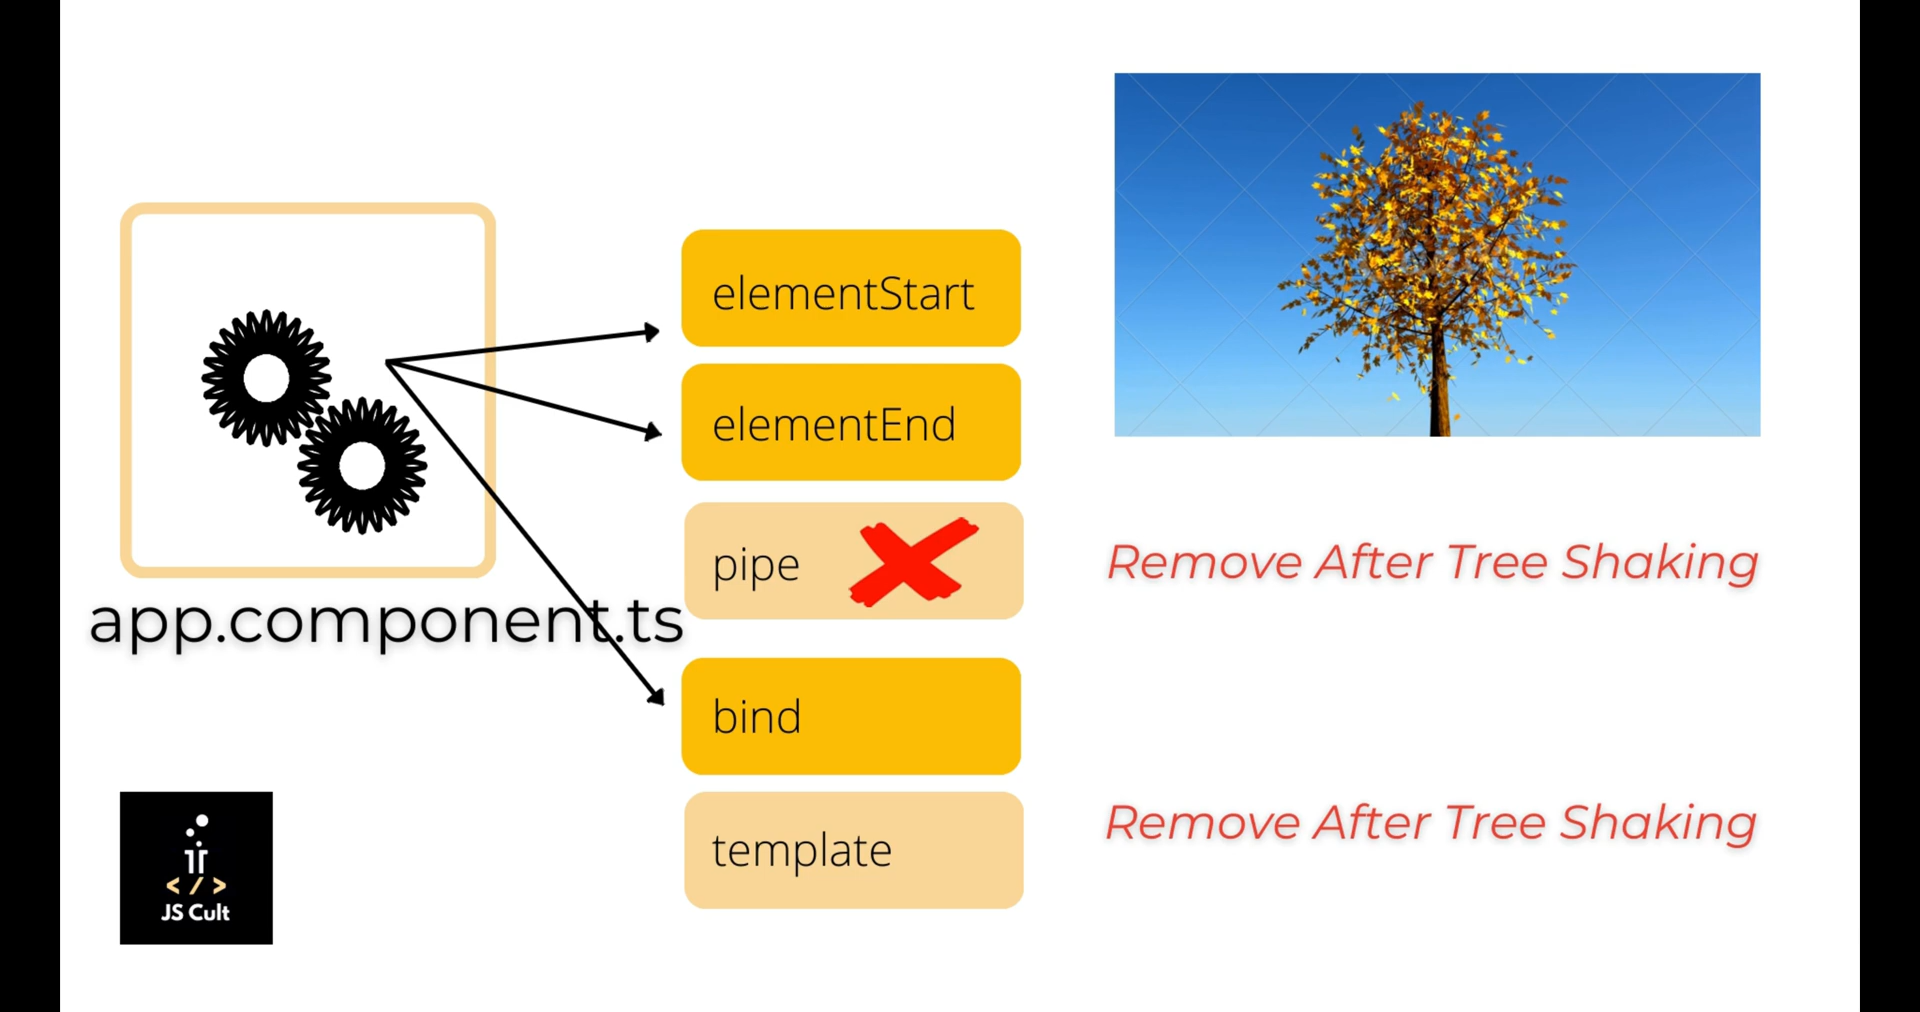 elementStart
elementEnd
pipe
Remove After Tree Shaking
app.component.ts
bind
template
Remove After Tree Shaking
</>
JS Cult